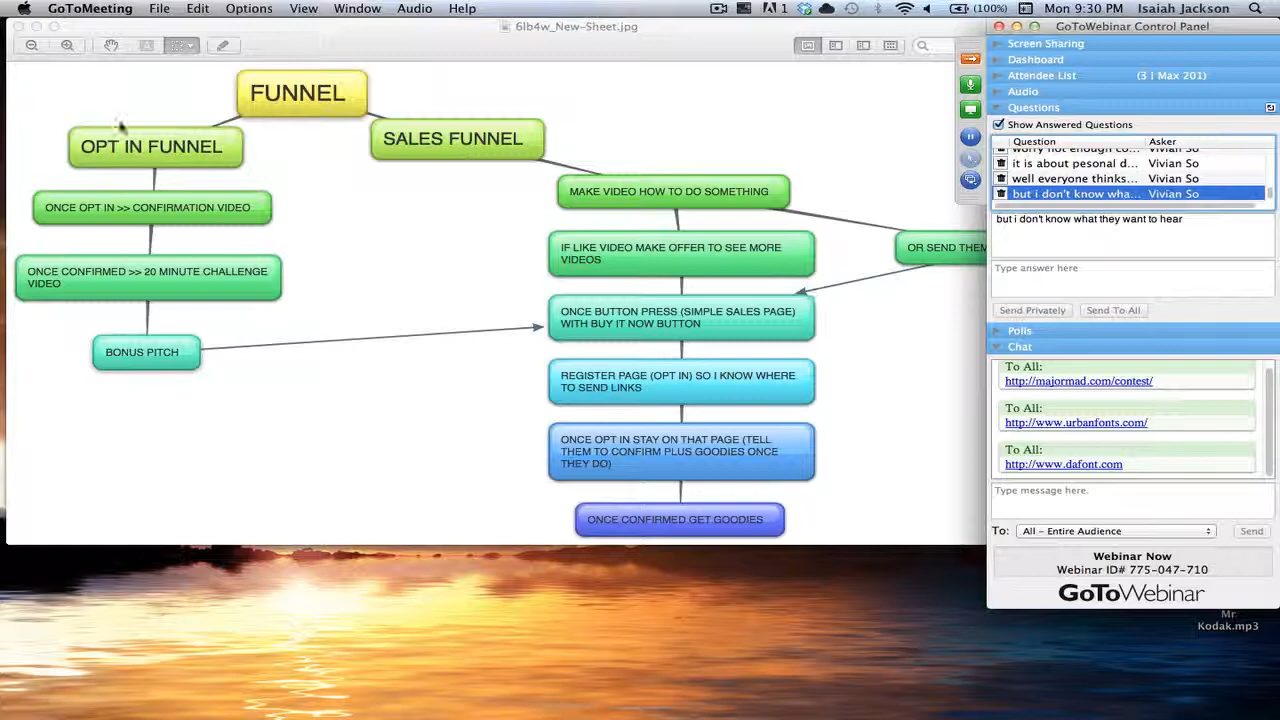 GoToMeeting File Edit Options View Window Audio Help
1 (100%) Mon 9:30 PM Isaiah Jackson
6lb4w_New-Sheet.jpg
FUNNEL
OPT IN FUNNEL
SALES FUNNEL
ONCE OPT IN >> CONFIRMATION VIDEO
ONCE CONFIRMED >> 20 MINUTE CHALLENGE
VIDEO
BONUS PITCH
MAKE VIDEO HOW TO DO SOMETHING
IF LIKE VIDEO MAKE OFFER TO SEE MORE
VIDEOS
OR SEND THEM
ONCE BUTTON PRESS (SIMPLE SALES PAGE)
WITH BUY IT NOW BUTTON
REGISTER PAGE (OPT IN) SO I KNOW WHERE
TO SEND LINKS
ONCE OPT IN STAY ON THAT PAGE (TELL
THEM TO CONFIRM PLUS GOODIES ONCE
THEY DO)
ONCE CONFIRMED GET GOODIES
GoToWebinar Control Panel
Screen Sharing
Dashboard
Attendee List (3 | Max 201)
Audio
Questions
Show Answered Questions
Question Asker
worry not enough co... Vivian So
it is about pesonal d... Vivian So
well everyone thinks... Vivian So
but i don't know wha... Vivian So
but i don't know what they want to hear
Type answer here
Send Privately Send To All
Polls
Chat
To All:
http://majormad.com/contest/
To All:
http://www.urbanfonts.com/
To All:
http://www.dafont.com
Type message here.
To: All – Entire Audience Send
Webinar Now
Webinar ID# 775-047-710
GoToWebinar
Mr
Kodak.mp3